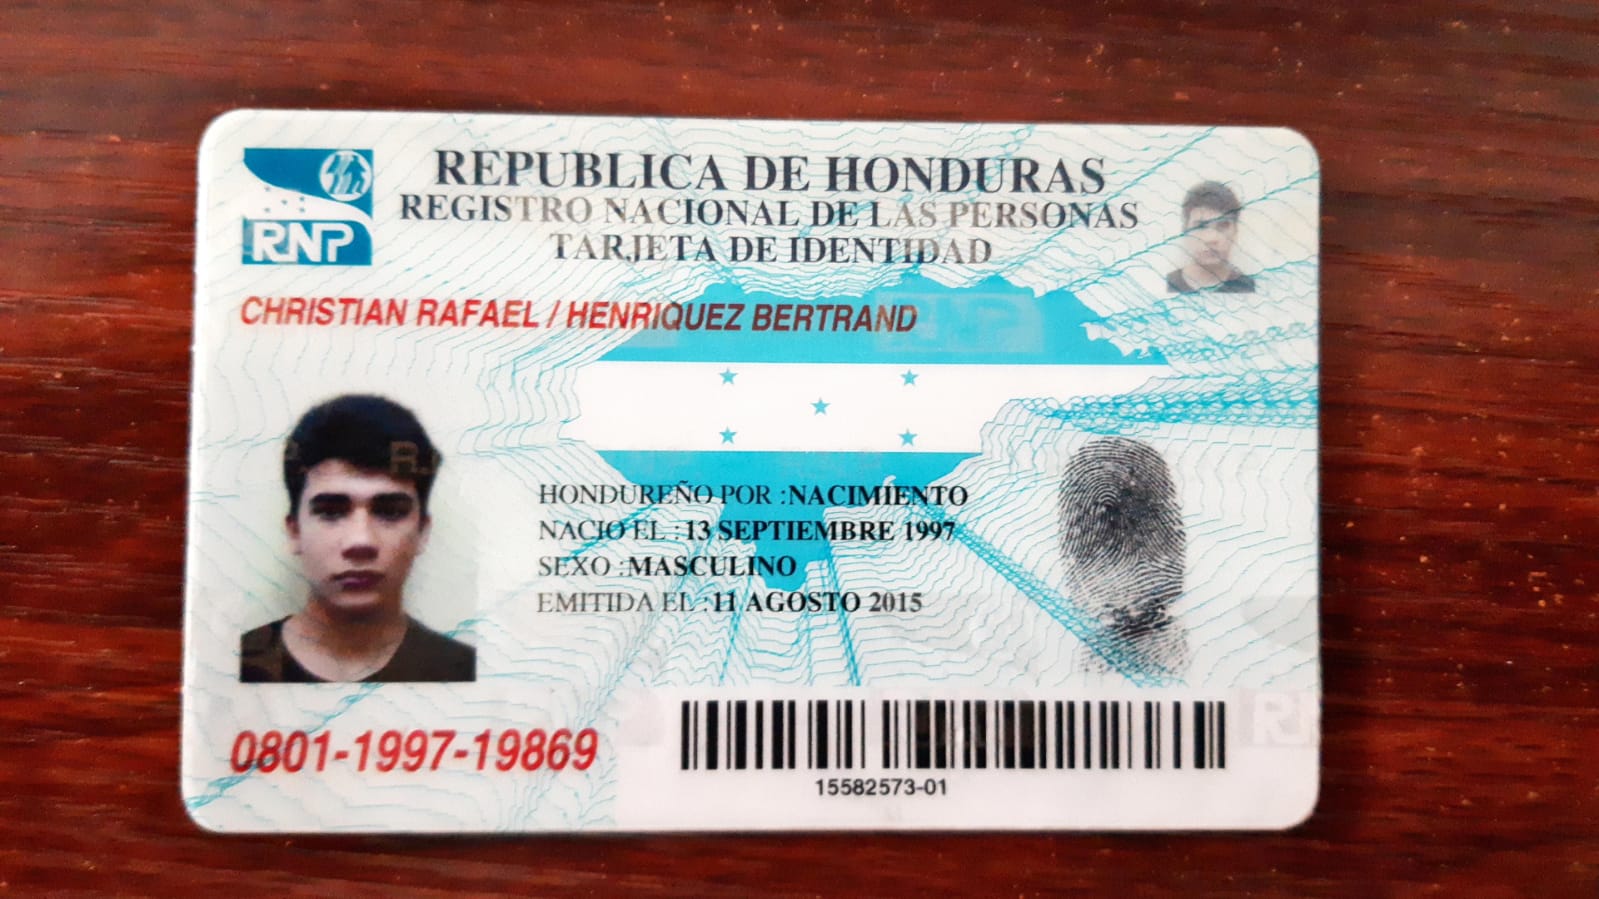 REPUBLICA DE HONDURAS
REGISTRO NACIONAL DE LAS PERSONAS
TARJETA DE IDENTIDAD
RNP
CHRISTIAN RAFAEL / HENRIQUEZ BERTRAND
RNP
HONDUREÑO POR :NACIMIENTO
NACIO EL :13 SEPTIEMBRE 1997
SEXO :MASCULINO
EMITIDA EL :11 AGOSTO 2015
0801-1997-19869
15582573-01